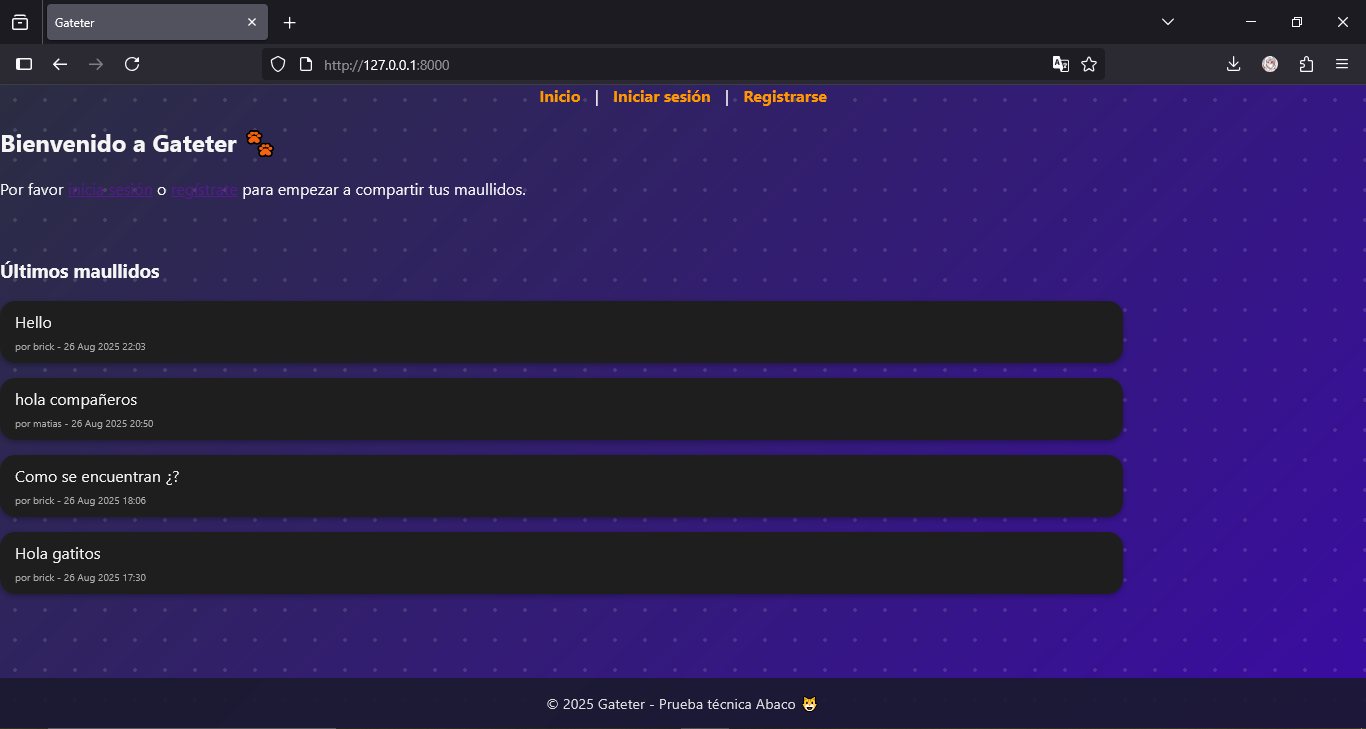 Gateter
http://127.0.0.1:8000
Inicio | Iniciar sesión | Registrarse
Bienvenido a Gateter
Por favor inicia sesión o regístrate para empezar a compartir tus maullidos.
Últimos maullidos
Hello
por brick - 26 Aug 2025 22:03
hola compañeros
por matias - 26 Aug 2025 20:50
Como se encuentran ¿?
por brick - 26 Aug 2025 18:06
Hola gatitos
por brick - 26 Aug 2025 17:30
© 2025 Gateter - Prueba técnica Abaco 😺